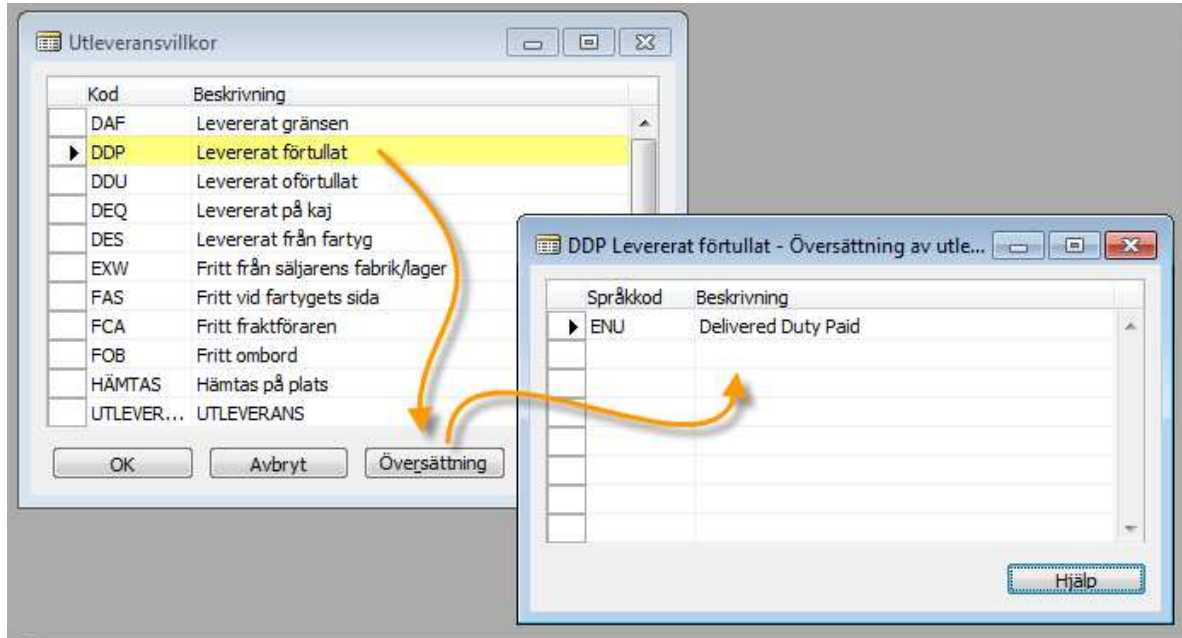 Utleveransvillkor
Kod Beskrivning
DAF Levererat gränsen
DDP Levererat förtullat
DDU Levererat oförtullat
DEQ Levererat på kaj
DES Levererat från fartyg
EXW Fritt från säljarens fabrik/lager
FAS Fritt vid fartygets sida
FCA Fritt fraktföraren
FOB Fritt ombord
HÄMTAS Hämtas på plats
UTLEVER... UTLEVERANS
OK Avbryt Översättning
DDP Levererat förtullat - Översättning av utle...
Språkkod Beskrivning
ENU Delivered Duty Paid
Hjälp